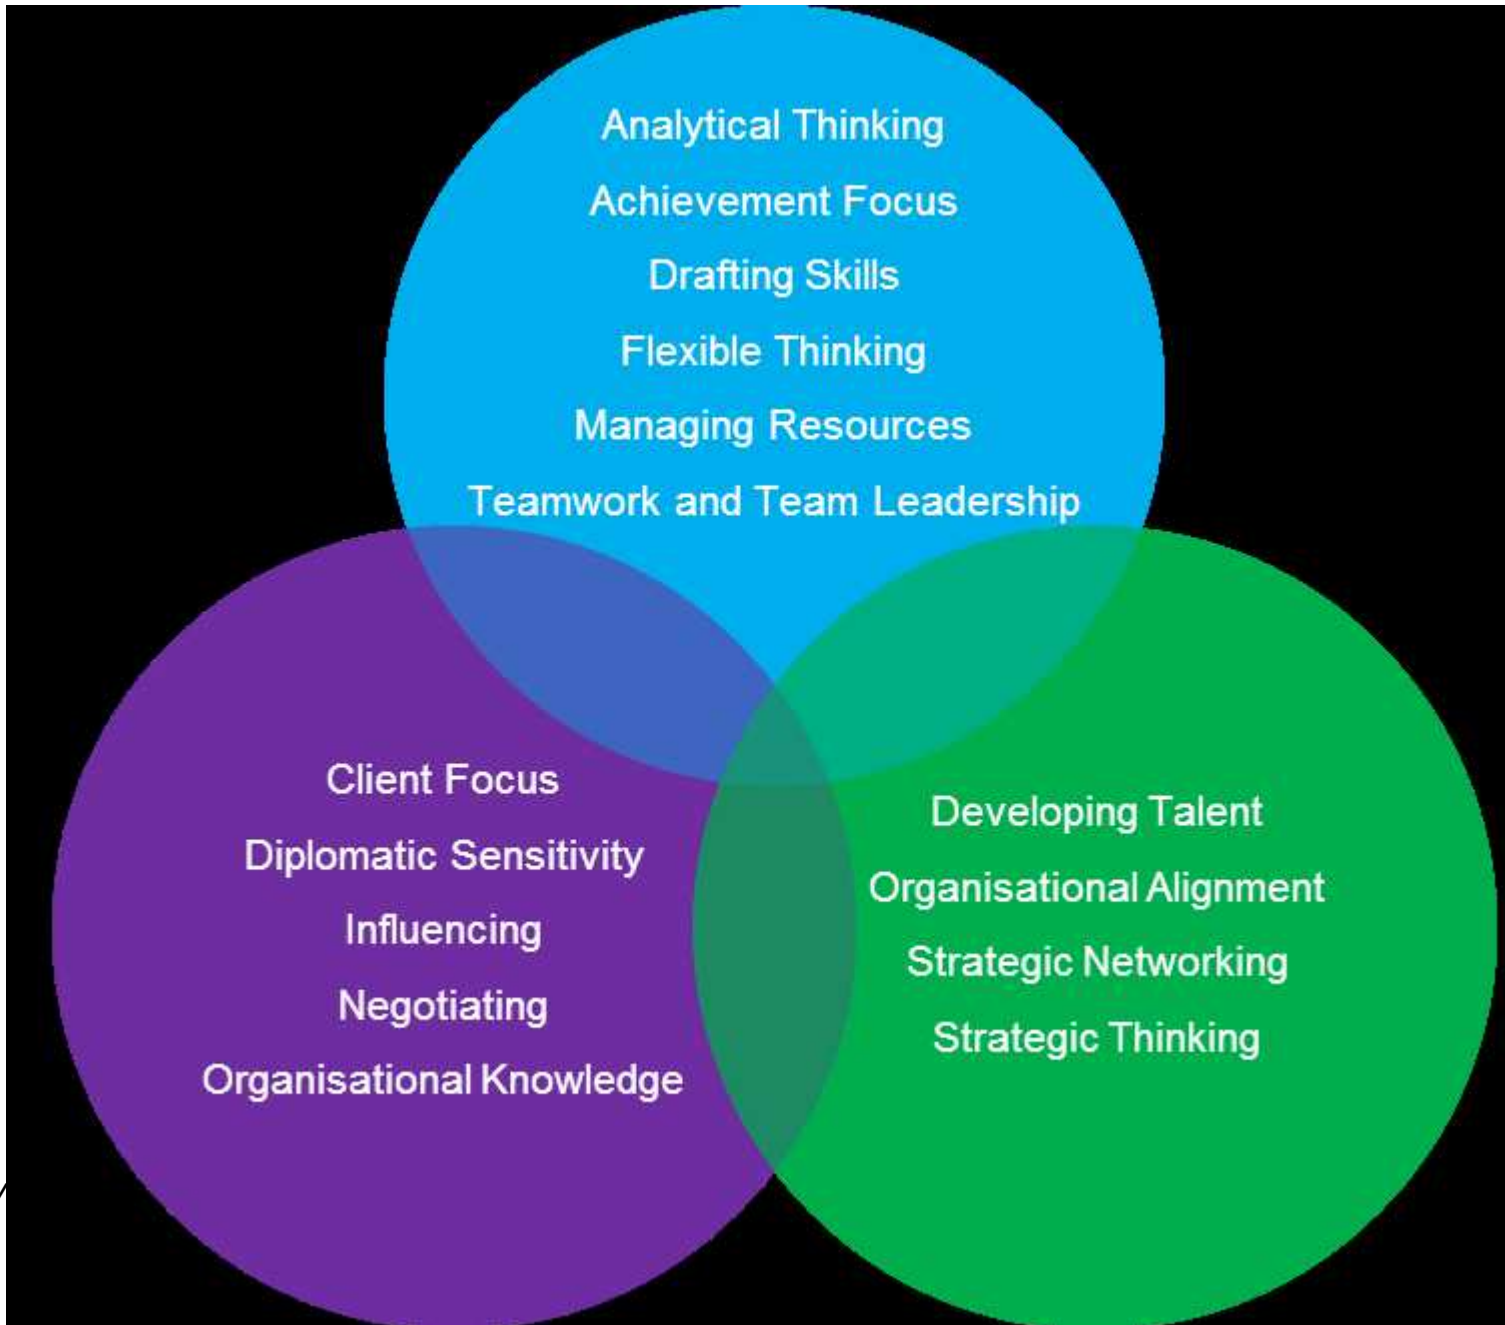 Analytical Thinking
Achievement Focus
Drafting Skills
Flexible Thinking
Managing Resources
Teamwork and Team Leadership
Client Focus
Diplomatic Sensitivity
Influencing
Negotiating
Organisational Knowledge
Developing Talent
Organisational Alignment
Strategic Networking
Strategic Thinking